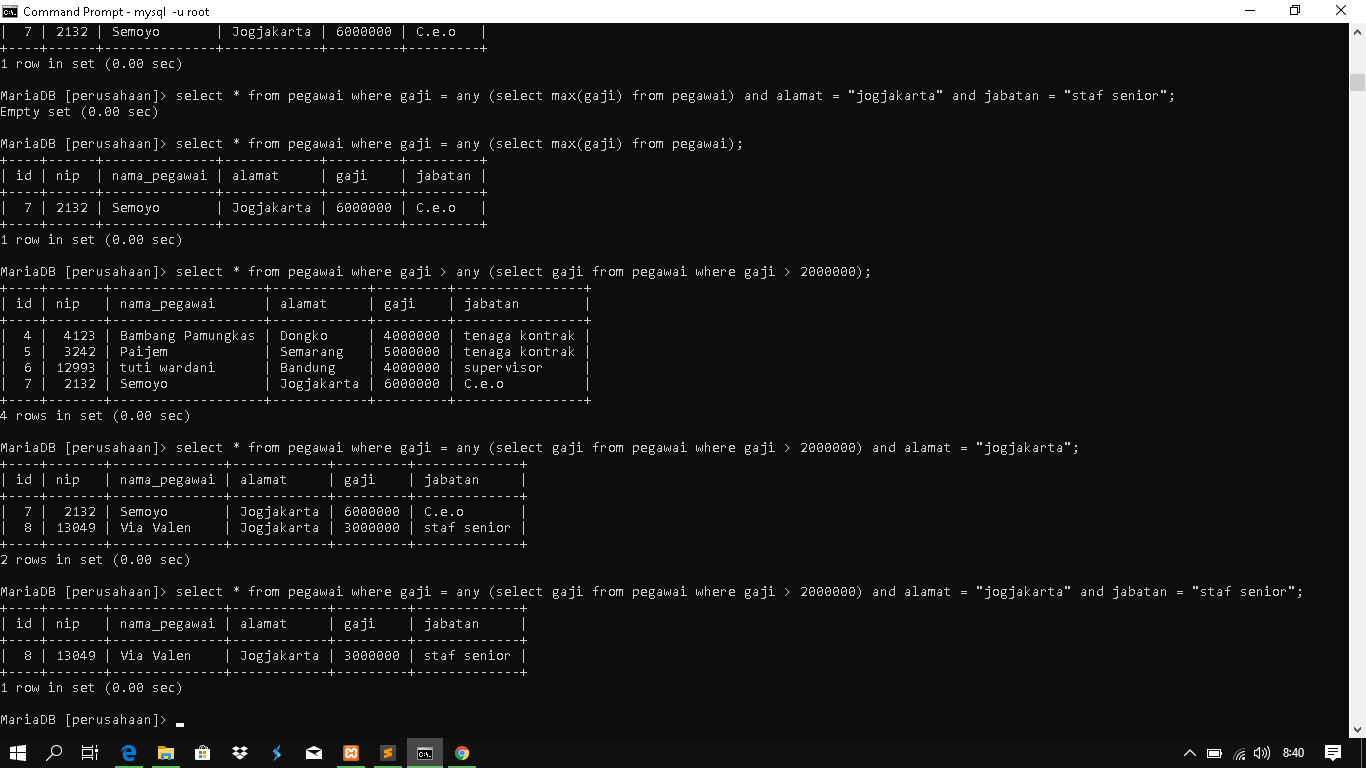 Command Prompt - mysql -u root
|  7 | 2132 | Semoyo       | Jogjakarta | 6000000 | C.e.o   |
+----+------+--------------+------------+---------+---------+
1 row in set (0.00 sec)
MariaDB [perusahaan]> select * from pegawai where gaji = any (select max(gaji) from pegawai) and alamat = "jogjakarta" and jabatan = "staf senior";
Empty set (0.00 sec)
MariaDB [perusahaan]> select * from pegawai where gaji = any (select max(gaji) from pegawai);
+----+------+--------------+------------+---------+---------+
| id | nip  | nama_pegawai | alamat     | gaji    | jabatan |
+----+------+--------------+------------+---------+---------+
|  7 | 2132 | Semoyo       | Jogjakarta | 6000000 | C.e.o   |
+----+------+--------------+------------+---------+---------+
1 row in set (0.00 sec)
MariaDB [perusahaan]> select * from pegawai where gaji > any (select gaji from pegawai where gaji > 2000000);
+----+-------+-------------------+------------+---------+----------------+
| id | nip   | nama_pegawai      | alamat     | gaji    | jabatan        |
+----+-------+-------------------+------------+---------+----------------+
|  4 |  4123 | Bambang Pamungkas | Dongko     | 4000000 | tenaga kontrak |
|  5 |  3242 | Paijem            | Semarang   | 5000000 | tenaga kontrak |
|  6 | 12993 | tuti wardani      | Bandung    | 4000000 | supervisor     |
|  7 |  2132 | Semoyo            | Jogjakarta | 6000000 | C.e.o          |
+----+-------+-------------------+------------+---------+----------------+
4 rows in set (0.00 sec)
MariaDB [perusahaan]> select * from pegawai where gaji = any (select gaji from pegawai where gaji > 2000000) and alamat = "jogjakarta";
+----+-------+--------------+------------+---------+-------------+
| id | nip   | nama_pegawai | alamat     | gaji    | jabatan     |
+----+-------+--------------+------------+---------+-------------+
|  7 |  2132 | Semoyo       | Jogjakarta | 6000000 | C.e.o       |
|  8 | 13049 | Via Valen    | Jogjakarta | 3000000 | staf senior |
+----+-------+--------------+------------+---------+-------------+
2 rows in set (0.00 sec)
MariaDB [perusahaan]> select * from pegawai where gaji = any (select gaji from pegawai where gaji > 2000000) and alamat = "jogjakarta" and jabatan = "staf senior";
+----+-------+--------------+------------+---------+-------------+
| id | nip   | nama_pegawai | alamat     | gaji    | jabatan     |
+----+-------+--------------+------------+---------+-------------+
|  8 | 13049 | Via Valen    | Jogjakarta | 3000000 | staf senior |
+----+-------+--------------+------------+---------+-------------+
1 row in set (0.00 sec)
MariaDB [perusahaan]>
8:40